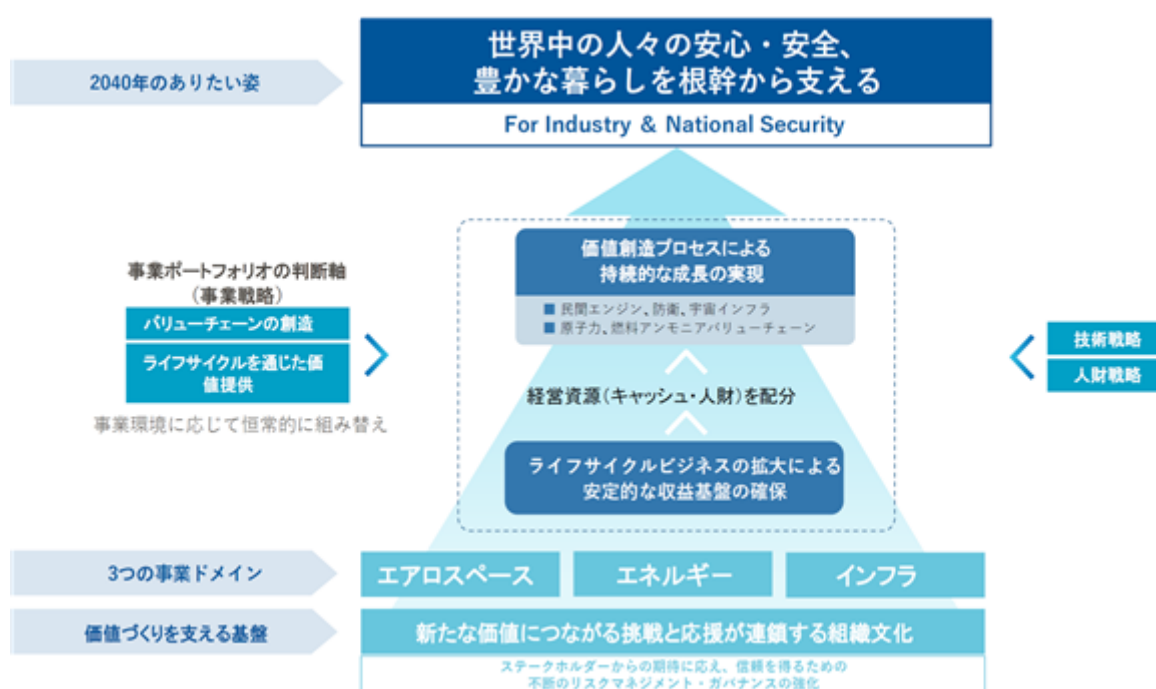 世界中の人々の安心・安全、
豊かな暮らしを根幹から支える
2040年のありたい姿
For Industry & National Security
価値創造プロセスによる
持続的な成長の実現
■ 民間エンジン、防衛、宇宙インフラ
■ 原子力、燃料アンモニアバリューチェーン
事業ポートフォリオの判断軸
（事業戦略）
バリューチェーンの創造
ライフサイクルを通じた価
値提供
事業環境に応じて恒常的に組み替え
技術戦略
人財戦略
経営資源(キャッシュ・人財)を配分
ライフサイクルビジネスの拡大による
安定的な収益基盤の確保
3つの事業ドメイン
エアロスペース
エネルギー
インフラ
価値づくりを支える基盤
新たな価値につながる挑戦と応援が連鎖する組織文化
ステークホルダーからの期待に応え、信頼を得るための
不断のリスクマネジメント・ガバナンスの強化